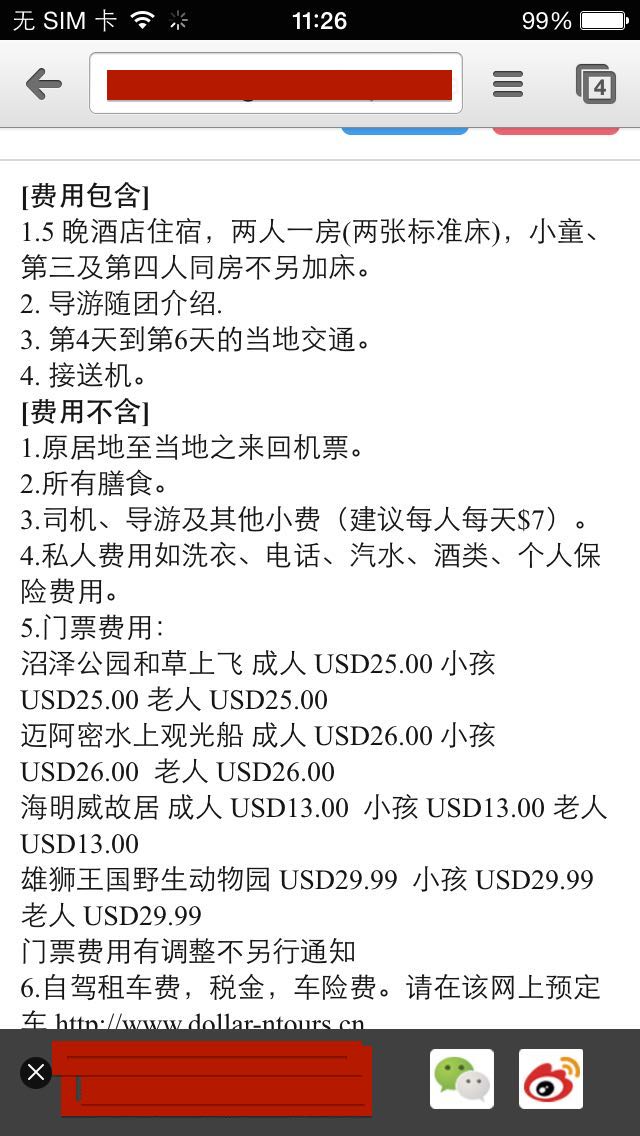 无 SIM 卡 11:26 99%
4
[费用包含]
1.5 晚酒店住宿，两人一房(两张标准床)，小童、
第三及第四人同房不另加床。
2. 导游随团介绍.
3. 第4天到第6天的当地交通。
4. 接送机。
[费用不含]
1.原居地至当地之来回机票。
2.所有膳食。
3.司机、导游及其他小费（建议每人每天$7）。
4.私人费用如洗衣、电话、汽水、酒类、个人保
险费用。
5.门票费用：
沼泽公园和草上飞 成人 USD25.00 小孩
USD25.00 老人 USD25.00
迈阿密水上观光船 成人 USD26.00 小孩
USD26.00 老人 USD26.00
海明威故居 成人 USD13.00 小孩 USD13.00 老人
USD13.00
雄狮王国野生动物园 USD29.99 小孩 USD29.99
老人 USD29.99
门票费用有调整不另行通知
6.自驾租车费，税金，车险费。请在该网上预定
车 http://www.dollar-ntours.cn